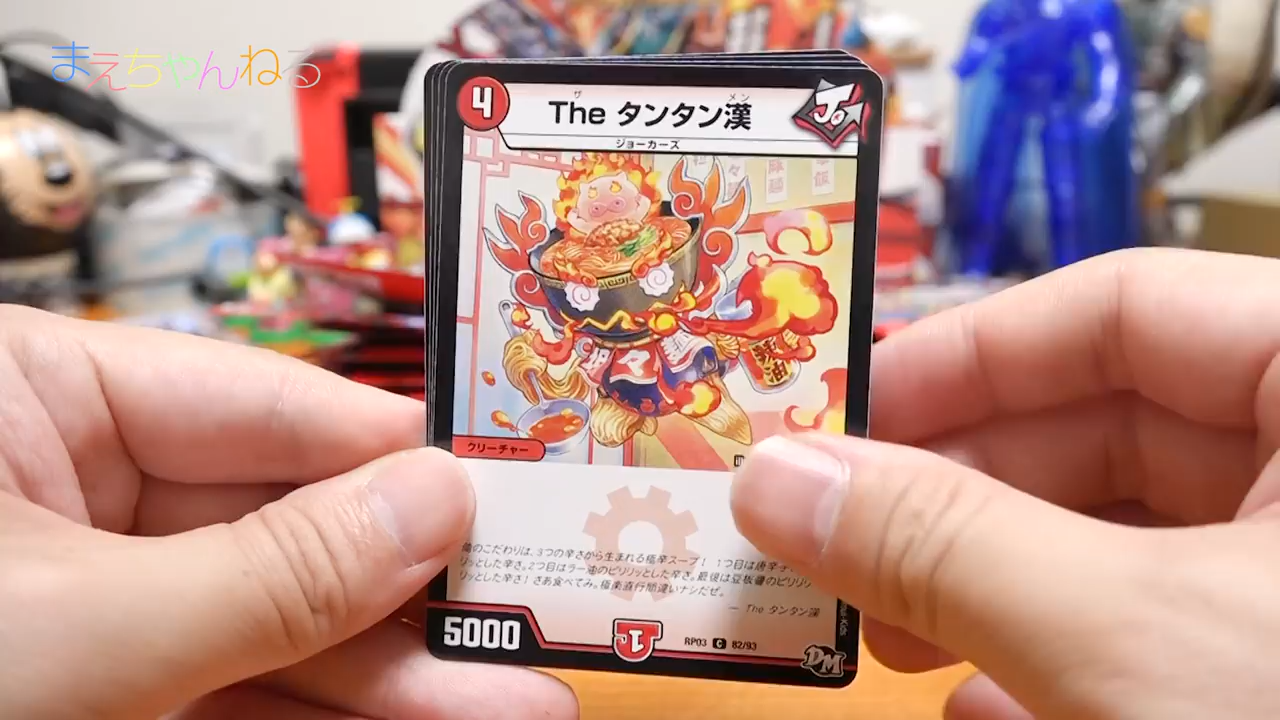 まえちゃんねる
4
ザ メン
The タンタン漢
Jo
ジョーカーズ
辣油
クリーチャー
俺のこだわりは、3つの辛さから生まれる極辛スープ! 1つ目は唐辛子
リッとした辛さ。2つ目はラー油のピリリッとした辛さ。最後は豆板醤のピリリッ
リッとした辛さ!さあ食べてみ。極楽直行間違いナシだぜ。
— The タンタン漢
5000
1
RP03 C 82/93
DM